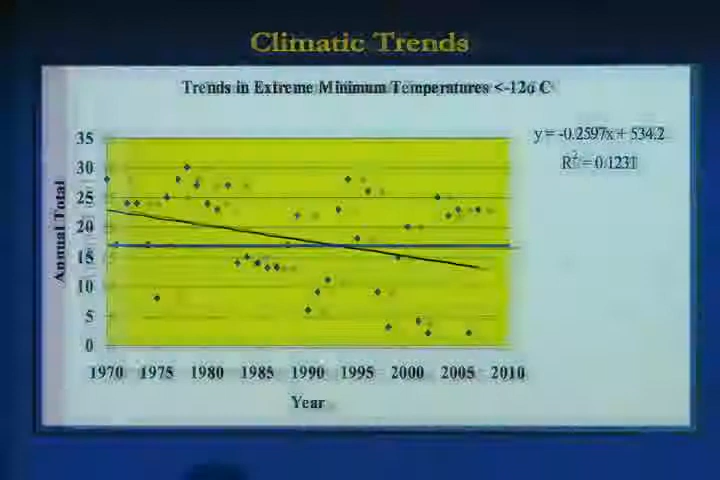 Climatic Trends
Trends in Extreme Minimum Temperatures <-12o C
y = -0.2597x + 534.2
R² = 0.1231
35
30
25
20
15
10
5
0
Annual Total
1970 1975 1980 1985 1990 1995 2000 2005 2010
Year